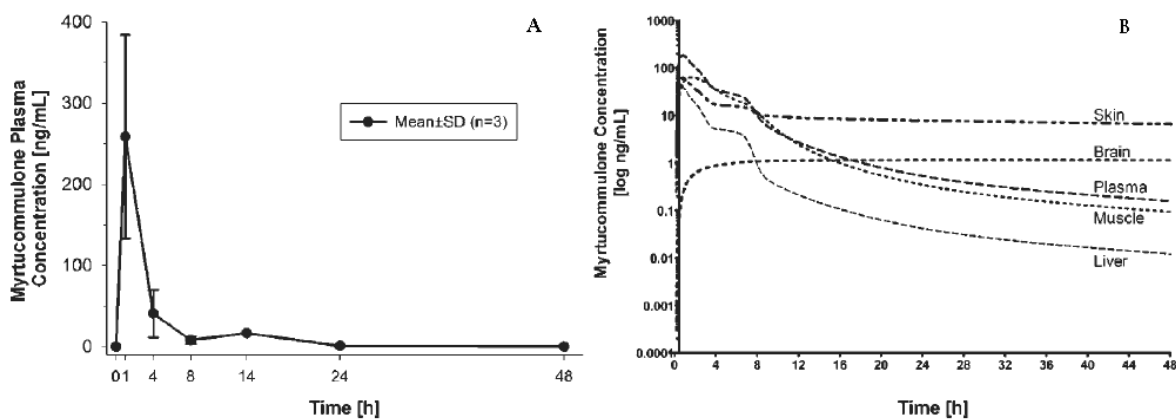 A
400
300
200
100
0
Myrtucommulone Plasma
Concentration [ng/mL]
Mean±SD (n=3)
0 1 4 8 14 24 48
Time [h]
B
1000
100
10
1
0.1
0.01
0.001
0.0001
Myrtucommulone Concentration
[log ng/mL]
Skin
Brain
Plasma
Muscle
Liver
0 4 8 12 16 20 24 28 32 36 40 44 48
Time [h]